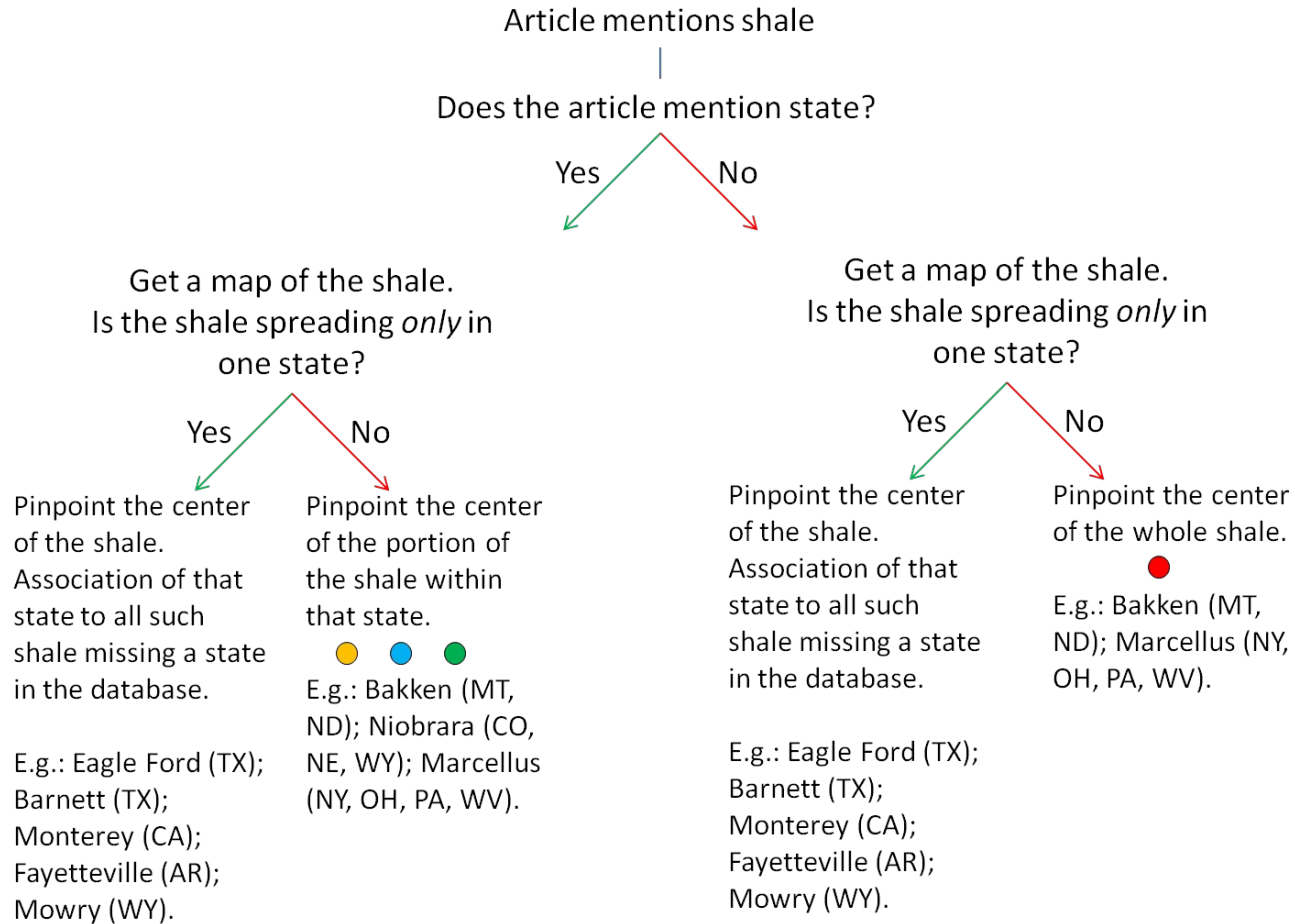 Article mentions shale
Does the article mention state?
Yes
No
Get a map of the shale.
Is the shale spreading only in
one state?
Yes
No
Pinpoint the center
of the shale.
Association of that
state to all such
shale missing a state
in the database.
E.g.: Eagle Ford (TX);
Barnett (TX);
Monterey (CA);
Fayetteville (AR);
Mowry (WY).
Pinpoint the center
of the portion of
the shale within
that state.
E.g.: Bakken (MT,
ND); Niobrara (CO,
NE, WY); Marcellus
(NY, OH, PA, WV).
Get a map of the shale.
Is the shale spreading only in
one state?
Yes
No
Pinpoint the center
of the shale.
Association of that
state to all such
shale missing a state
in the database.
E.g.: Eagle Ford (TX);
Barnett (TX);
Monterey (CA);
Fayetteville (AR);
Mowry (WY).
Pinpoint the center
of the whole shale.
E.g.: Bakken (MT,
ND); Marcellus (NY,
OH, PA, WV).